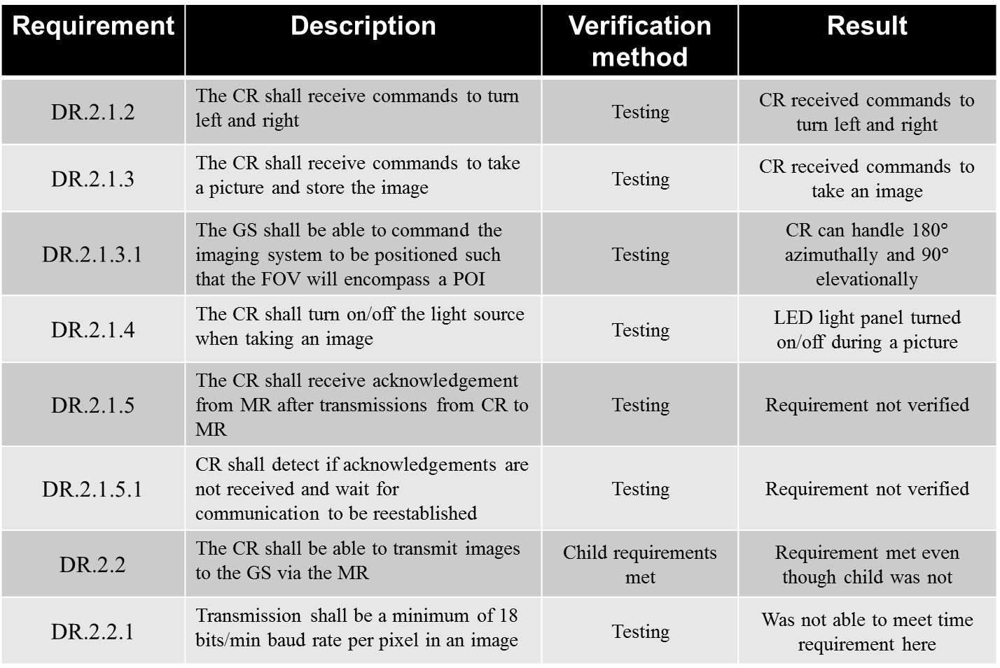 Requirement
Description
Verification
method
Result
DR.2.1.2
The CR shall receive commands to turn
left and right
Testing
CR received commands to
turn left and right
DR.2.1.3
The CR shall receive commands to take
a picture and store the image
Testing
CR received commands to
take an image
DR.2.1.3.1
The GS shall be able to command the
imaging system to be positioned such
that the FOV will encompass a POI
Testing
CR can handle 180°
azimuthally and 90°
elevationally
DR.2.1.4
The CR shall turn on/off the light source
when taking an image
Testing
LED light panel turned
on/off during a picture
DR.2.1.5
The CR shall receive acknowledgement
from MR after transmissions from CR to
MR
Testing
Requirement not verified
DR.2.1.5.1
CR shall detect if acknowledgements are
not received and wait for
communication to be reestablished
Testing
Requirement not verified
DR.2.2
The CR shall be able to transmit images
to the GS via the MR
Child requirements
met
Requirement met even
though child was not
DR.2.2.1
Transmission shall be a minimum of 18
bits/min baud rate per pixel in an image
Testing
Was not able to meet time
requirement here